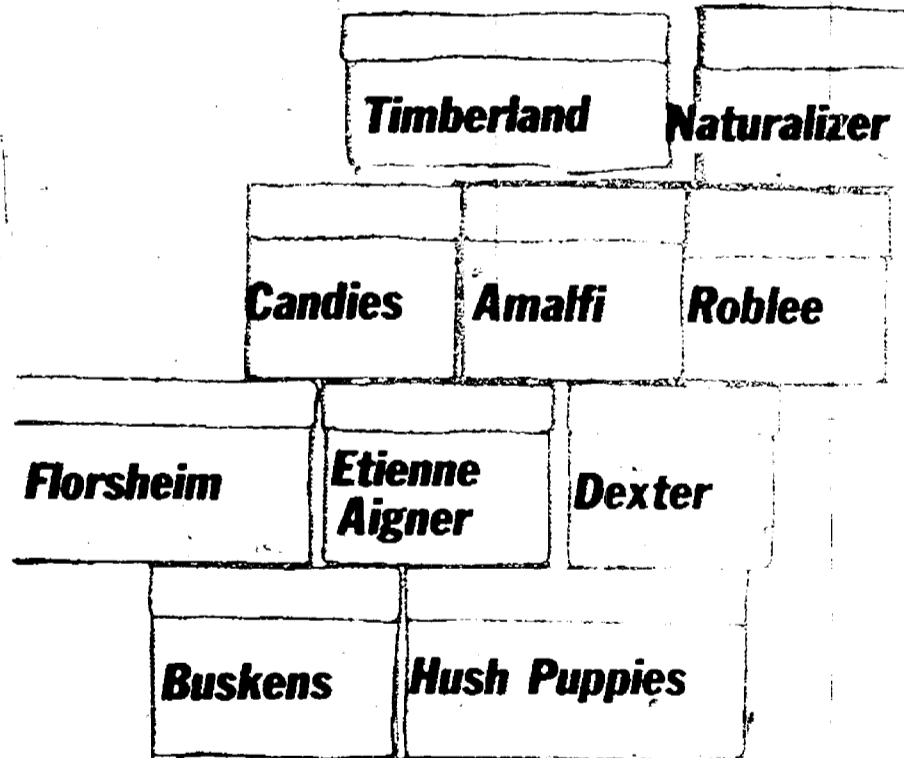 Timberland
Naturalizer
Candies
Amalfi
Roblee
Florsheim
Etienne
Aigner
Dexter
Buskens
Hush Puppies